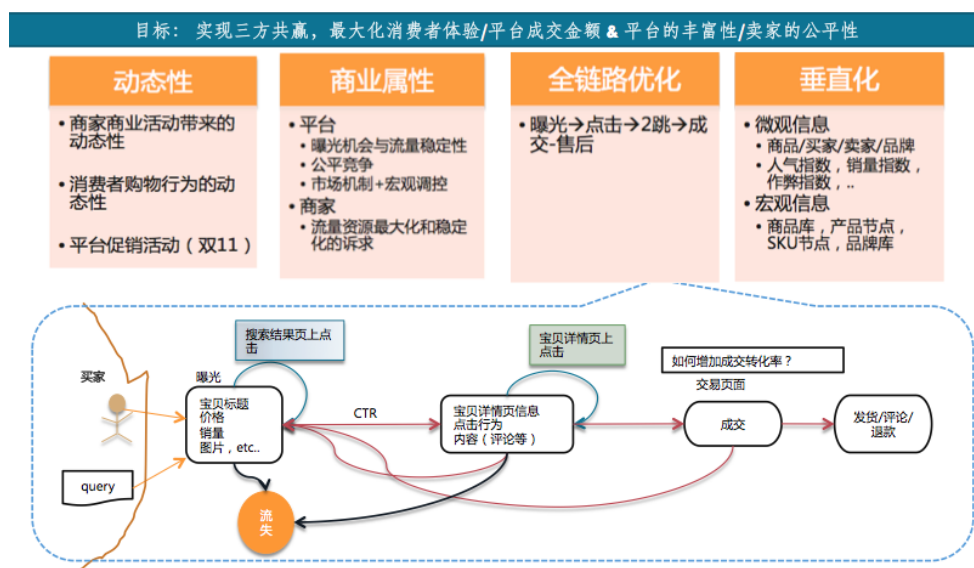 目标： 实现三方共赢，最大化消费者体验/平台成交金额 & 平台的丰富性/卖家的公平性
动态性
• 商家商业活动带来的
动态性
• 消费者购物行为的动
态性
• 平台促销活动（双11）
商业属性
• 平台
• 曝光机会与流量稳定性
• 公平竞争
• 市场机制+宏观调控
• 商家
• 流量资源最大化和稳定
化的诉求
全链路优化
• 曝光→点击→2跳→成
交-售后
垂直化
• 微观信息
• 商品/买家/卖家/品牌
• 人气指数，销量指数，
作弊指数，..
• 宏观信息
• 商品库，产品节点，
SKU节点，品牌库
搜索结果页上点
击
宝贝详情页上
点击
如何增加成交转化率？
买家
曝光
交易页面
宝贝标题
价格
销量
图片，etc..
CTR
宝贝详情页信息
点击行为
内容（评论等）
成交
发货/评论/
退款
query
流
失